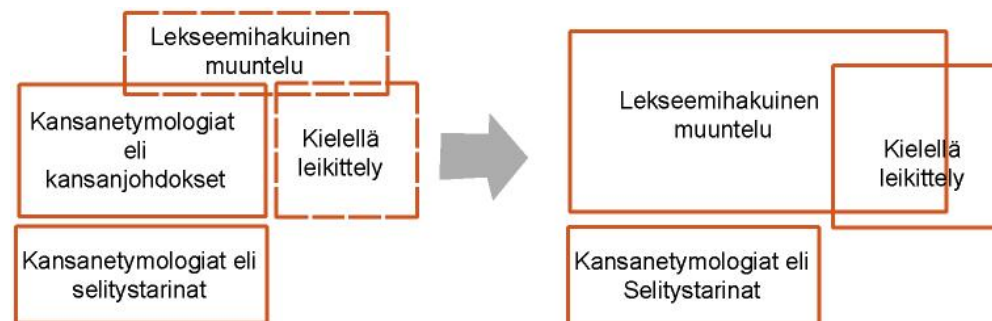 Lekseemihakuinen
muuntelu
Kansanetymologiat
eli
kansanjohdokset
Kielellä
leikittely
Kansanetymologiat eli
selitystarinat
Lekseemihakuinen
muuntelu
Kielellä
leikittely
Kansanetymologiat eli
Selitystarinat